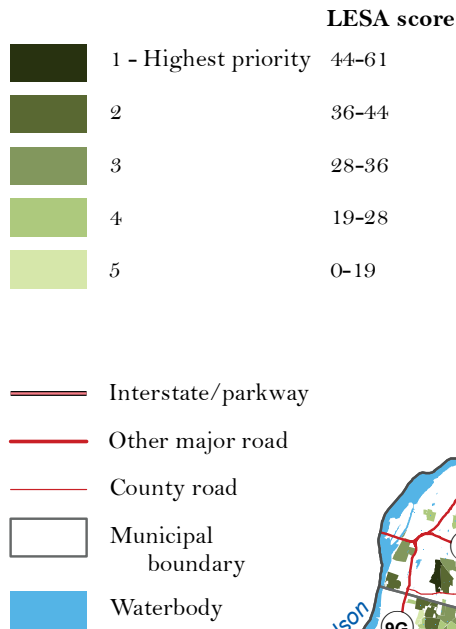 LESA score
1 - Highest priority 44-61
2 36-44
3 28-36
4 19-28
5 0-19
Interstate/parkway
Other major road
County road
Municipal
boundary
Waterbody
9G